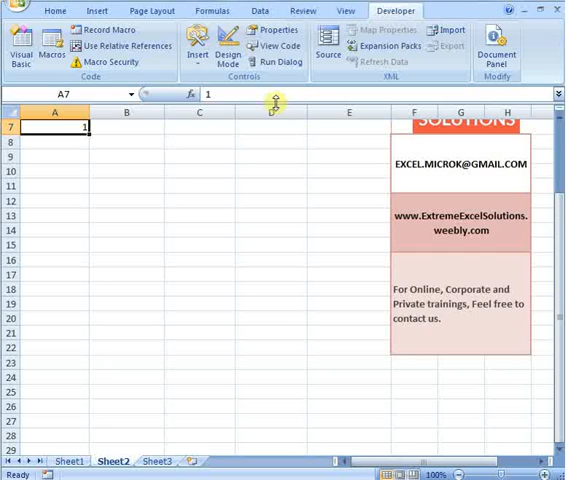 Home Insert Page Layout Formulas Data Review View Developer
Visual Basic
Macros
Record Macro
Use Relative References
Macro Security
Code
Insert
Design Mode
Properties
View Code
Run Dialog
Controls
Source
Map Properties
Expansion Packs
Refresh Data
Import
Export
XML
Document Panel
Modify
A7 fx 1
A B C D E F G H
7 1 SOLUTIONS
8
9 EXCEL.MICROK@GMAIL.COM
10
11
12
13 www.ExtremeExcelSolutions.
14 weebly.com
15
16
17
18 For Online, Corporate and
19 Private trainings, Feel free to
20 contact us.
21
22
23
24
25
26
27
28
29
Sheet1 Sheet2 Sheet3
Ready 100%